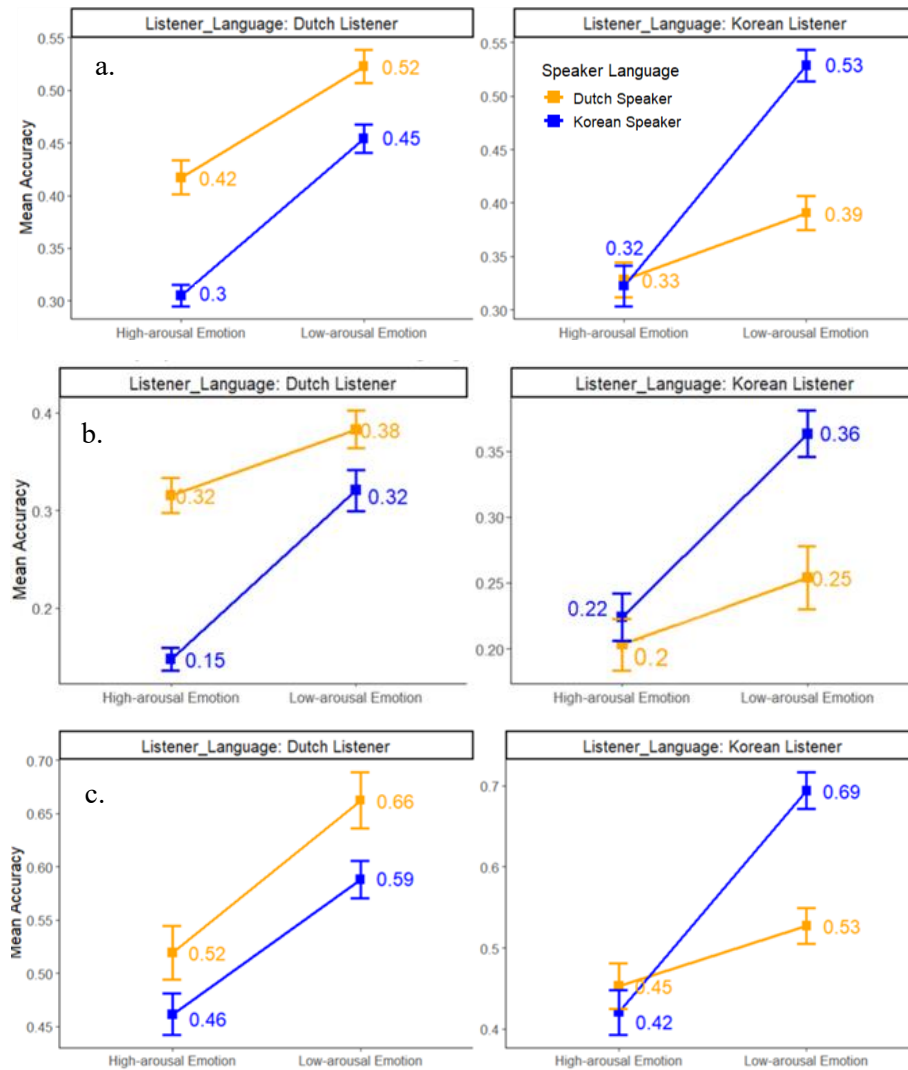 Listener_Language: Dutch Listener
Listener_Language: Korean Listener
a.
Mean Accuracy
0.55
0.50
0.45
0.40
0.35
0.30
0.52
0.42
0.45
0.3
High-arousal Emotion
Low-arousal Emotion
0.55
0.50
0.45
0.40
0.35
0.30
Speaker Language
Dutch Speaker
Korean Speaker
0.53
0.39
0.32
0.33
High-arousal Emotion
Low-arousal Emotion
Listener_Language: Dutch Listener
Listener_Language: Korean Listener
b.
Mean Accuracy
0.4
0.3
0.2
0.38
0.32
0.32
0.15
High-arousal Emotion
Low-arousal Emotion
0.35
0.30
0.25
0.20
0.36
0.25
0.22
0.2
High-arousal Emotion
Low-arousal Emotion
Listener_Language: Dutch Listener
Listener_Language: Korean Listener
c.
Mean Accuracy
0.70
0.65
0.60
0.55
0.50
0.45
0.66
0.59
0.52
0.46
High-arousal Emotion
Low-arousal Emotion
0.7
0.6
0.5
0.4
0.69
0.53
0.45
0.42
High-arousal Emotion
Low-arousal Emotion